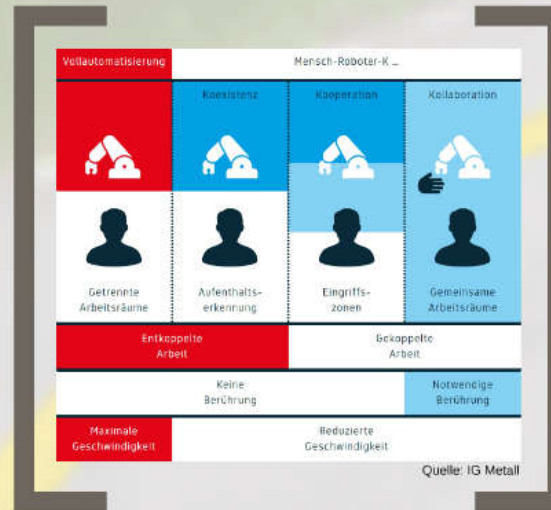 Vollautomatisierung
Mensch-Roboter-K …
Koexistenz
Kooperation
Kollaboration
Getrennte
Arbeitsräume
Aufenthalts-
erkennung
Eingriffs-
zonen
Gemeinsame
Arbeitsräume
Entkoppelte
Arbeit
Gekoppelte
Arbeit
Keine
Berührung
Notwendige
Berührung
Maximale
Geschwindigkeit
Reduzierte
Geschwindigkeit
Quelle: IG Metall